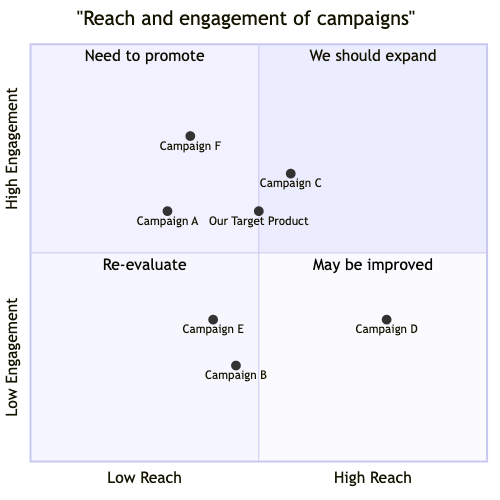 "Reach and engagement of campaigns"
Need to promote
We should expand
High Engagement
Campaign F
Campaign C
Campaign A
Our Target Product
Re-evaluate
May be improved
Low Engagement
Campaign E
Campaign D
Campaign B
Low Reach
High Reach